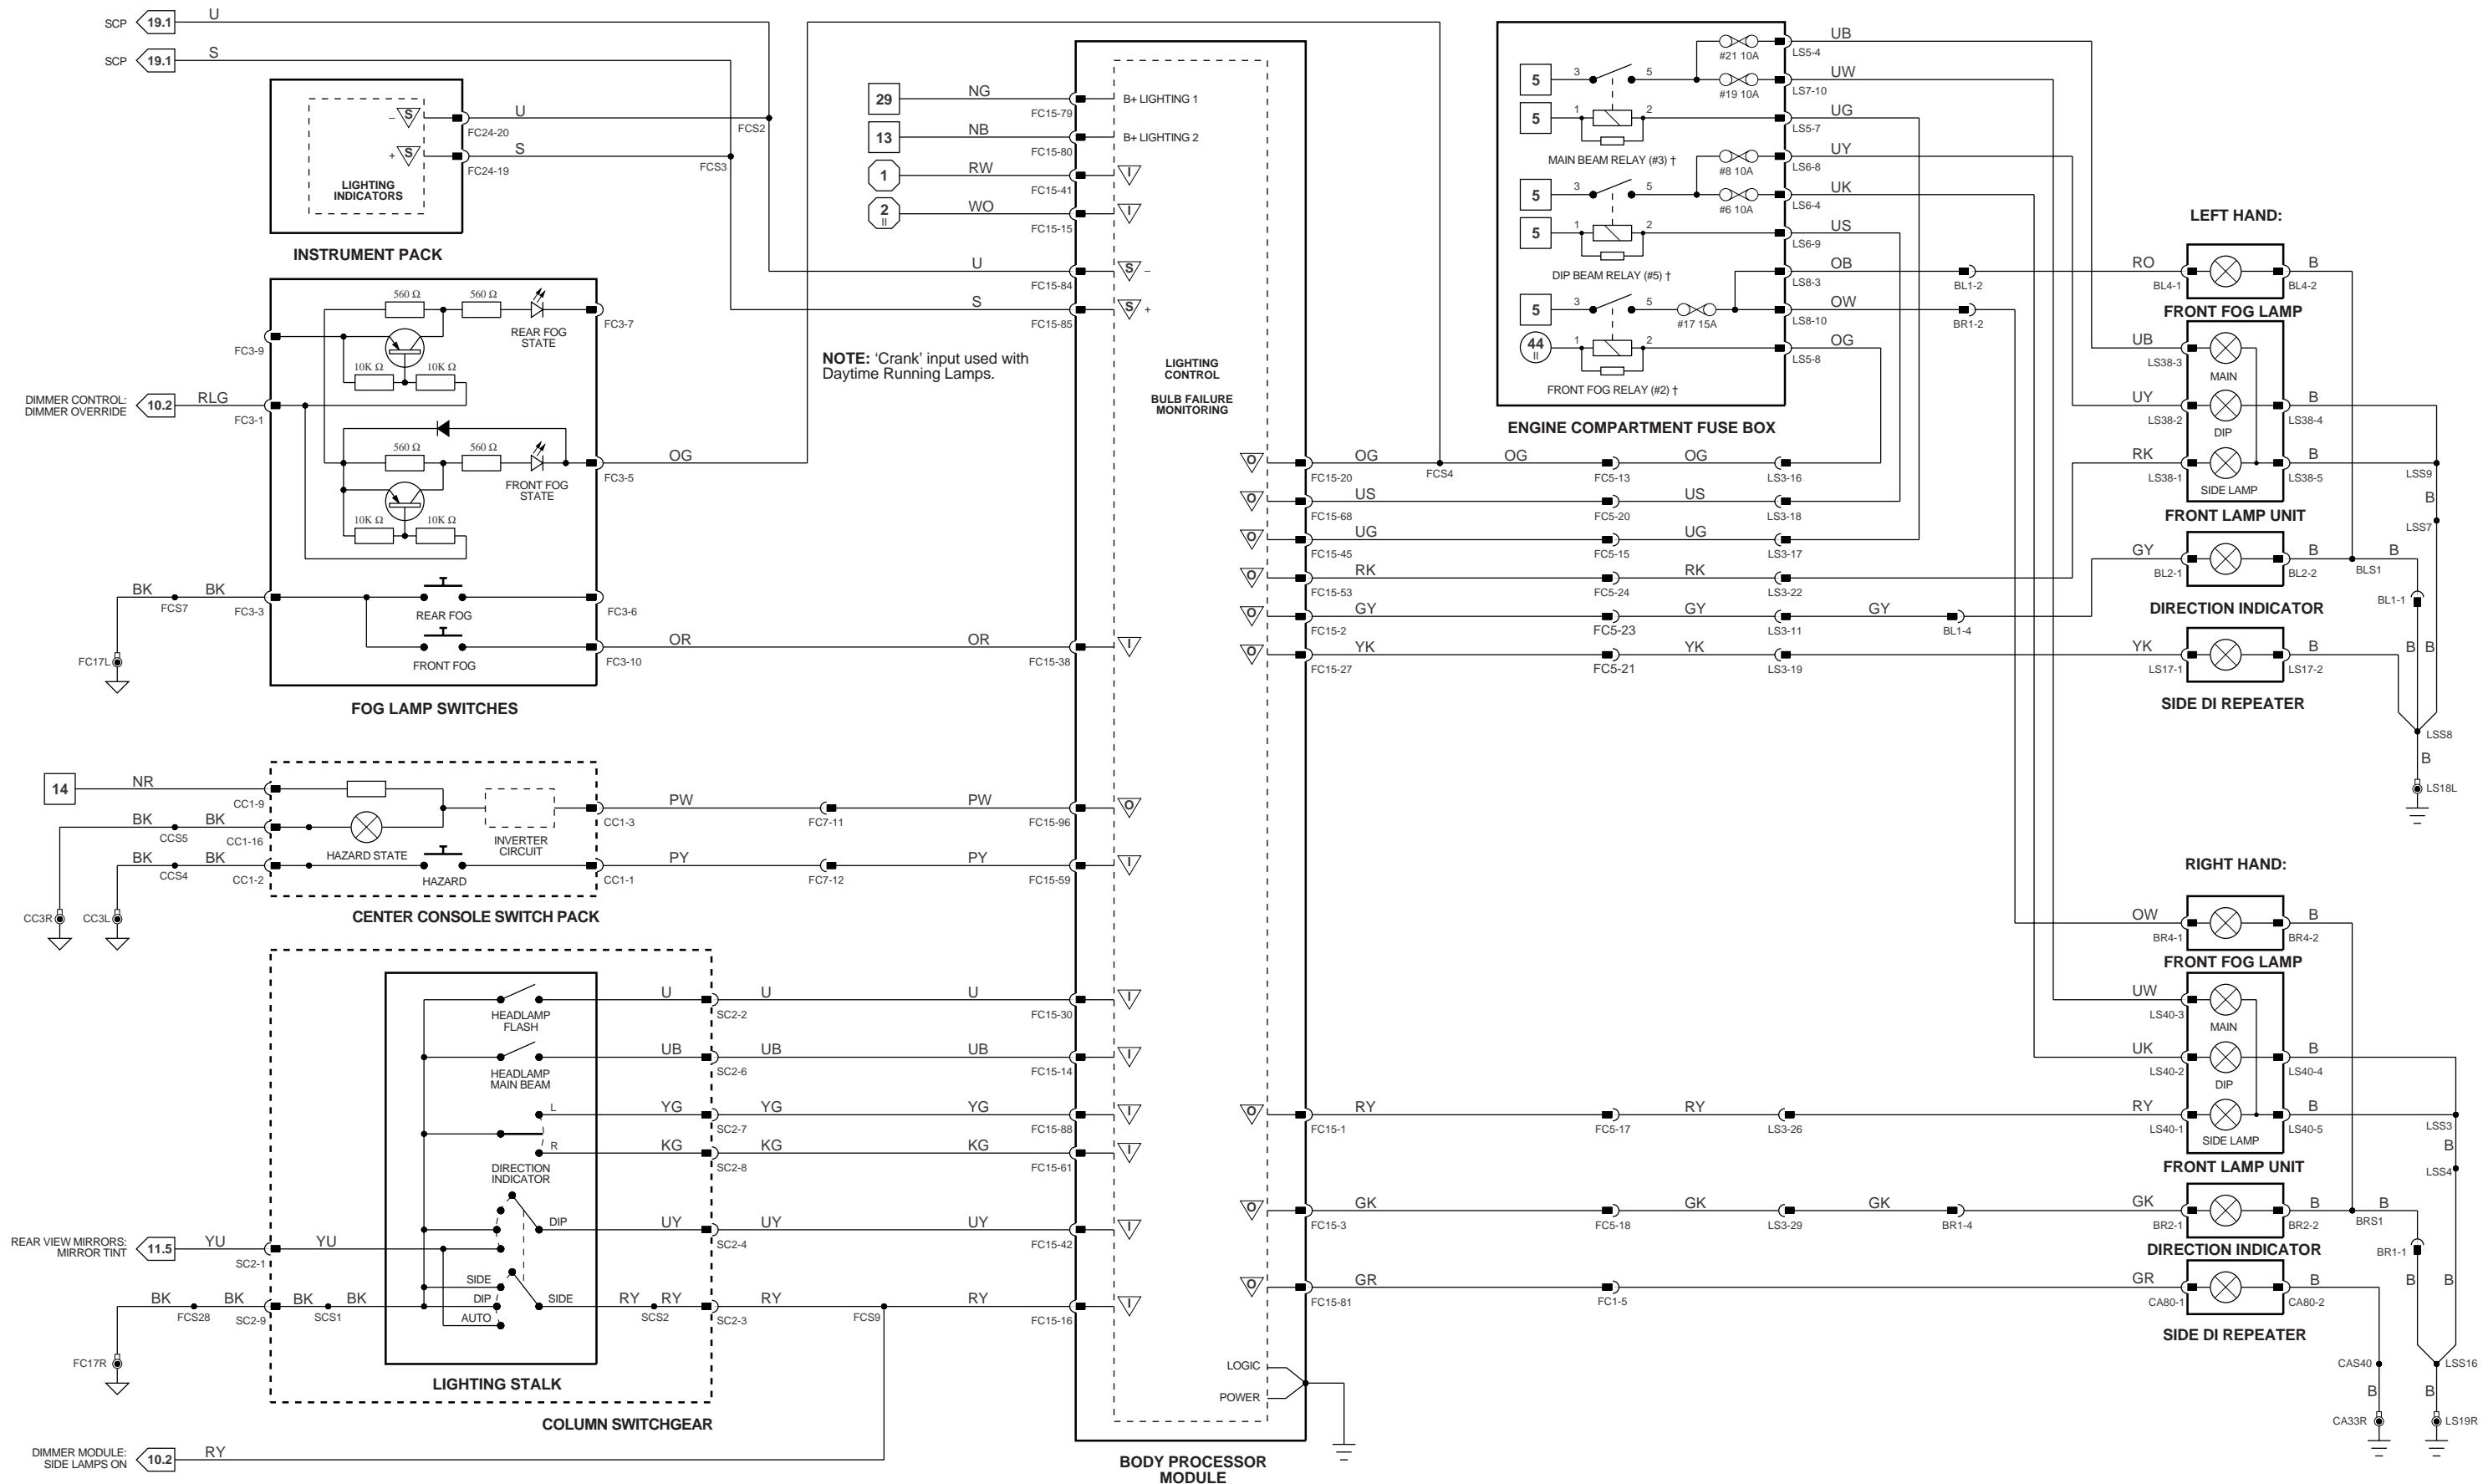 SCP
19.1
U
SCP
19.1
S
LIGHTING
INDICATORS
–
S
+
S
FC24-20
U
FC24-19
S
FCS2
FCS3
INSTRUMENT PACK
560 Ω
560 Ω
REAR FOG
STATE
FC3-7
FC3-9
10K Ω
10K Ω
DIMMER CONTROL:
DIMMER OVERRIDE
10.2
RLG
FC3-1
560 Ω
560 Ω
FRONT FOG
STATE
FC3-5
OG
10K Ω
10K Ω
BK
FCS7
BK
FC3-3
REAR FOG
FC3-6
FRONT FOG
FC3-10
OR
OR
FC15-38
I
FC17L
FOG LAMP SWITCHES
14
NR
CC1-9
BK
CCS5
BK
CC1-16
HAZARD STATE
INVERTER
CIRCUIT
CC1-3
PW
FC7-11
PW
FC15-96
O
BK
CCS4
BK
CC1-2
HAZARD
CC1-1
PY
FC7-12
PY
FC15-59
I
CC3R
CC3L
CENTER CONSOLE SWITCH PACK
HEADLAMP
FLASH
U
SC2-2
U
U
FC15-30
I
HEADLAMP
MAIN BEAM
UB
SC2-6
UB
UB
FC15-14
I
L
YG
SC2-7
YG
YG
FC15-88
I
R
KG
SC2-8
KG
KG
FC15-61
I
DIRECTION
INDICATOR
DIP
UY
SC2-4
UY
UY
FC15-42
I
REAR VIEW MIRRORS:
MIRROR TINT
11.5
YU
SC2-1
YU
SIDE
DIP
AUTO
SIDE
BK
FCS28
BK
SC2-9
BK
SCS1
BK
RY
SCS2
RY
SC2-3
RY
FCS9
RY
FC15-16
I
FC17R
LIGHTING STALK
COLUMN SWITCHGEAR
DIMMER MODULE:
SIDE LAMPS ON
10.2
RY
29
NG
FC15-79
B+ LIGHTING 1
13
NB
FC15-80
B+ LIGHTING 2
1
RW
FC15-41
I
2
II
WO
FC15-15
I
U
FC15-84
S
–
S
FC15-85
S
+
NOTE: ‘Crank’ input used with
Daytime Running Lamps.
LIGHTING
CONTROL
BULB FAILURE
MONITORING
O
FC15-20
OG
FCS4
OG
FC5-13
OG
LS3-16
O
FC15-68
US
FC5-20
US
LS3-18
O
FC15-45
UG
FC5-15
UG
LS3-17
O
FC15-53
RK
FC5-24
RK
LS3-22
O
FC15-2
GY
FC5-23
GY
LS3-11
GY
BL1-4
O
FC15-27
YK
FC5-21
YK
LS3-19
O
FC15-1
RY
FC5-17
RY
LS3-26
O
FC15-3
GK
FC5-18
GK
LS3-29
GK
BR1-4
O
FC15-81
GR
FC1-5
LOGIC
POWER
BODY PROCESSOR
MODULE
#21 10A
LS5-4
UB
5
3
5
#19 10A
LS7-10
UW
5
1
2
LS5-7
UG
MAIN BEAM RELAY (#3) †
#8 10A
LS6-8
UY
5
3
5
#6 10A
LS6-4
UK
5
1
2
LS6-9
US
DIP BEAM RELAY (#5) †
LS8-3
OB
BL1-2
5
3
5
#17 15A
LS8-10
OW
BR1-2
44
II
1
2
LS5-8
OG
FRONT FOG RELAY (#2) †
ENGINE COMPARTMENT FUSE BOX
LEFT HAND:
RO
BL4-1
B
BL4-2
FRONT FOG LAMP
UB
LS38-3
MAIN
UY
LS38-2
DIP
B
LS38-4
RK
LS38-1
SIDE LAMP
B
LS38-5
LSS9
B
LSS7
FRONT LAMP UNIT
GY
BL2-1
B
BL2-2
BLS1
B
BL1-1
DIRECTION INDICATOR
YK
LS17-1
B
LS17-2
B
B
SIDE DI REPEATER
LSS8
B
LS18L
RIGHT HAND:
OW
BR4-1
B
BR4-2
FRONT FOG LAMP
UW
LS40-3
MAIN
UK
LS40-2
DIP
B
LS40-4
RY
LS40-1
SIDE LAMP
B
LS40-5
LSS3
B
LSS4
FRONT LAMP UNIT
GK
BR2-1
B
BR2-2
BRS1
B
BR1-1
DIRECTION INDICATOR
GR
CA80-1
B
CA80-2
B
B
SIDE DI REPEATER
CAS40
LSS16
B
B
CA33R
LS19R